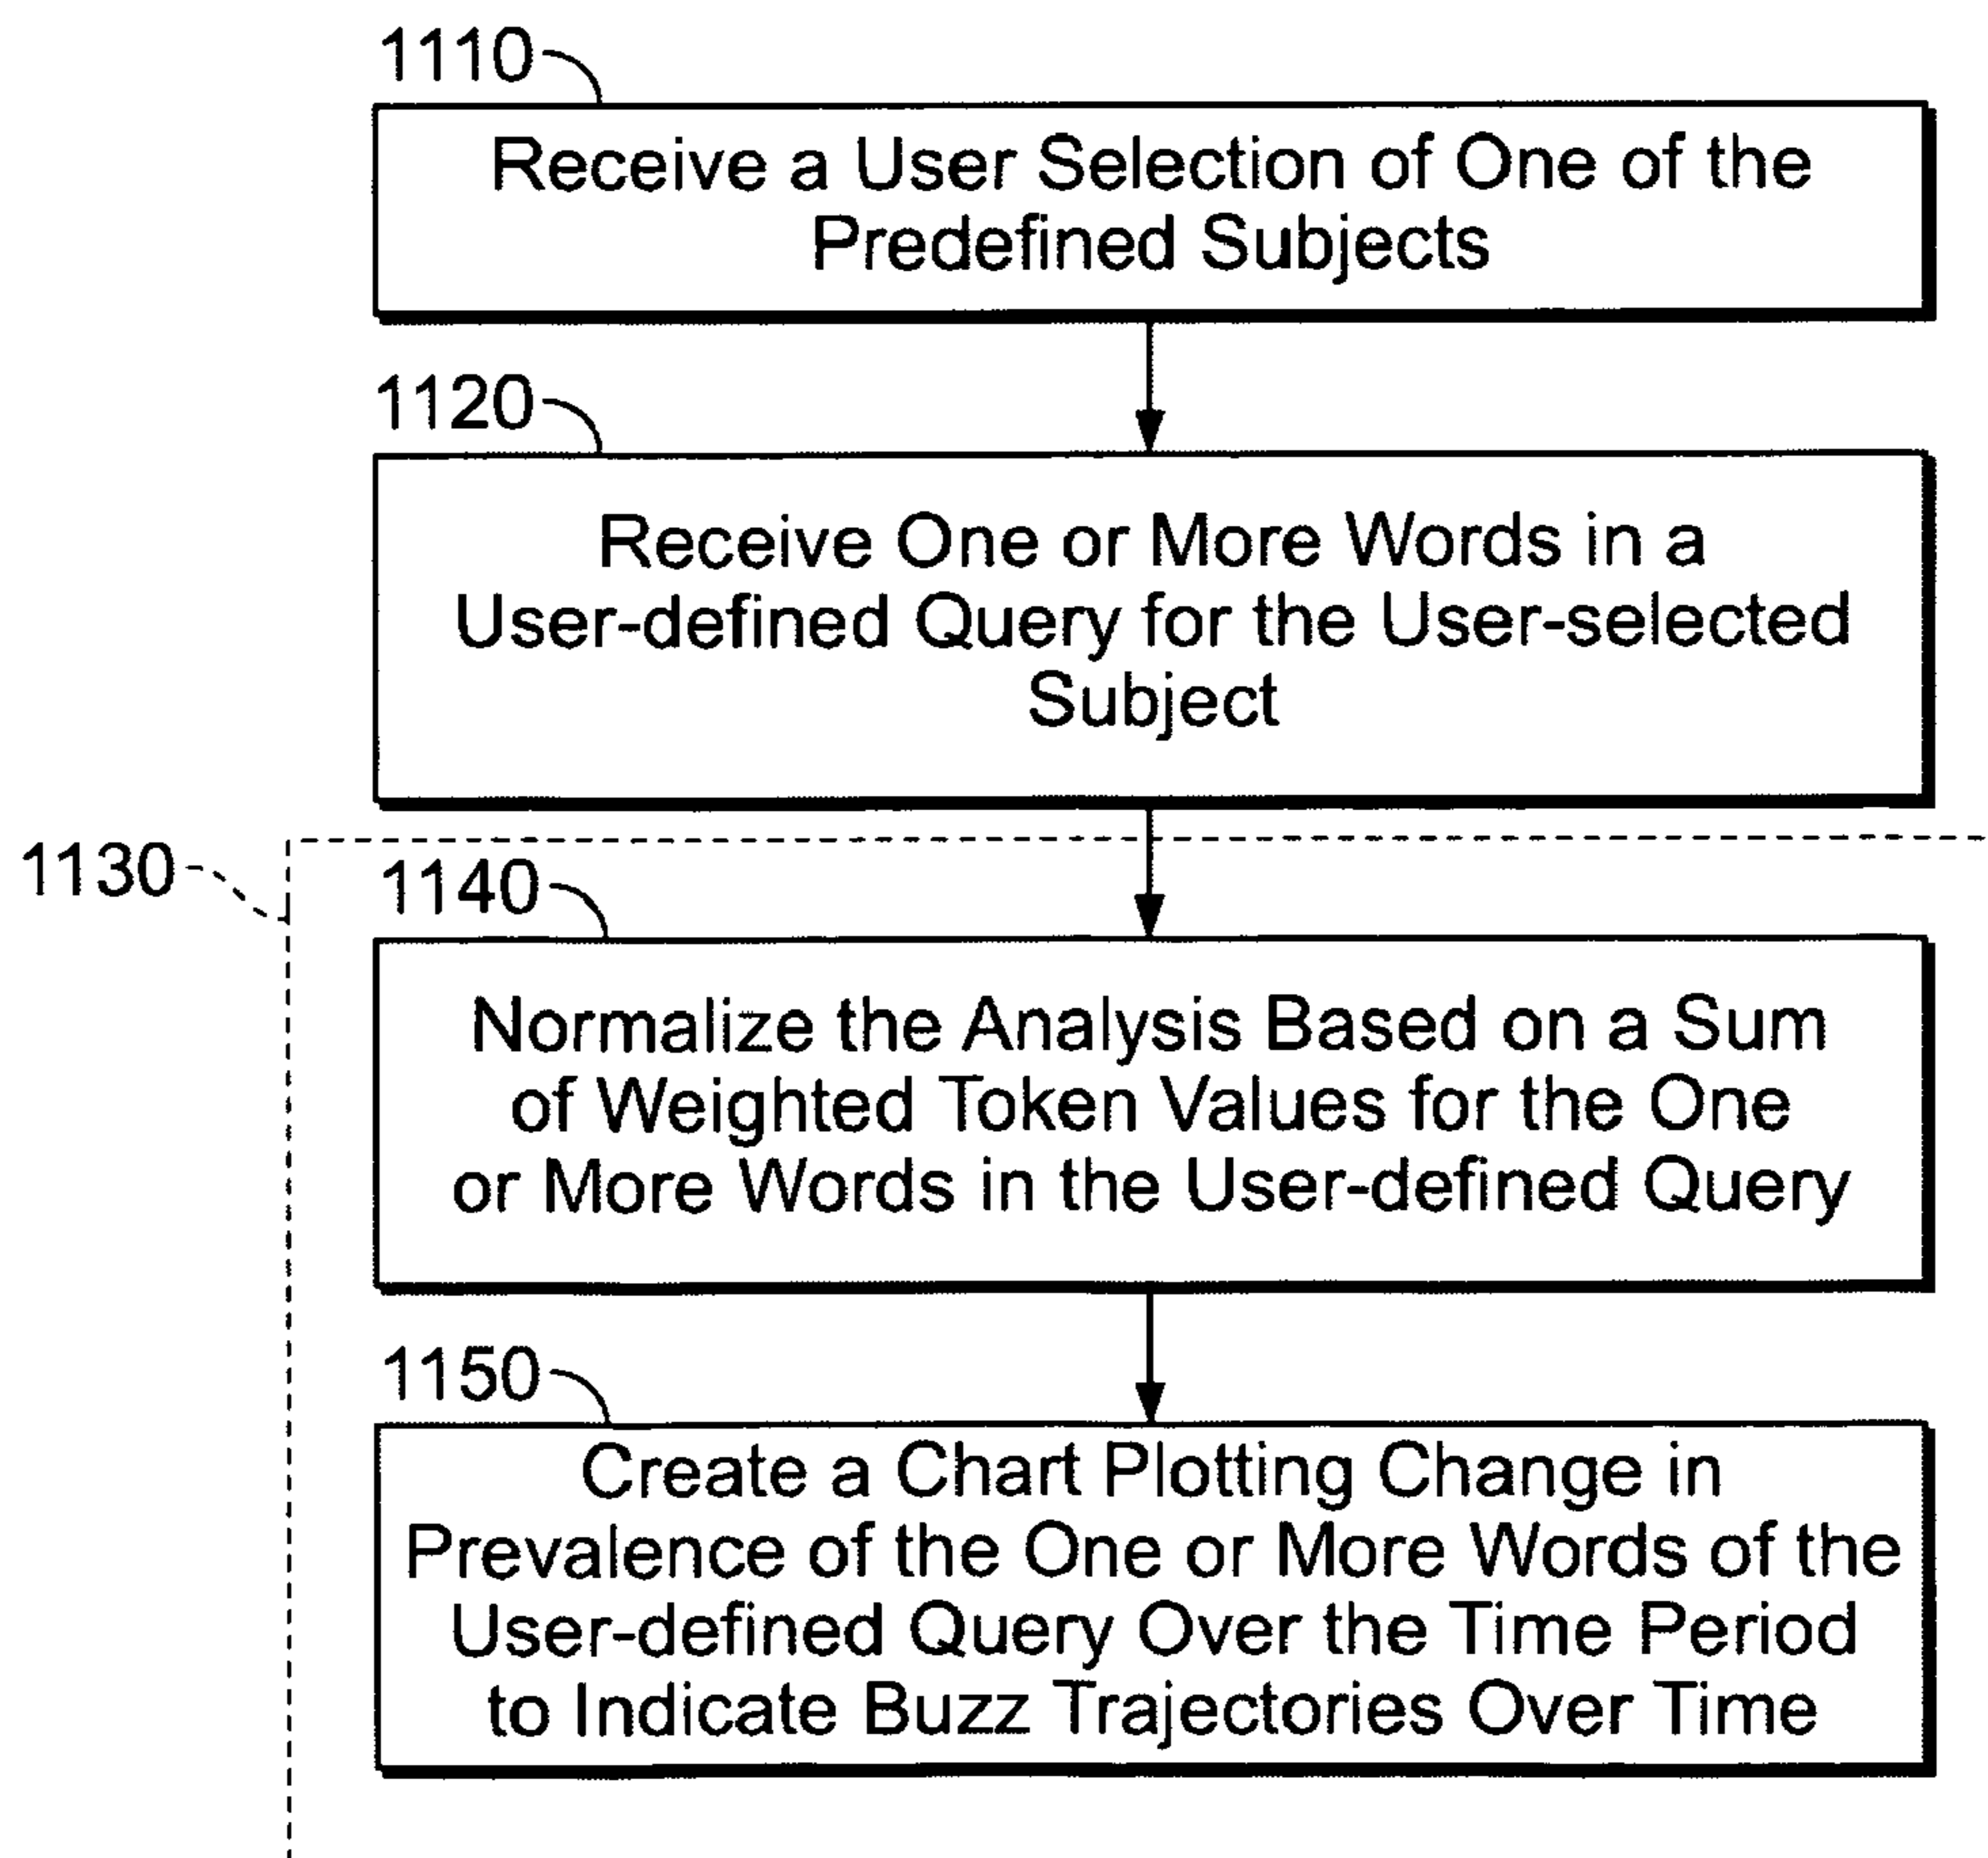 1110
Receive a User Selection of One of the
Predefined Subjects
1120
Receive One or More Words in a
User-defined Query for the User-selected
Subject
1130
1140
Normalize the Analysis Based on a Sum
of Weighted Token Values for the One
or More Words in the User-defined Query
1150
Create a Chart Plotting Change in
Prevalence of the One or More Words of the
User-defined Query Over the Time Period
to Indicate Buzz Trajectories Over Time